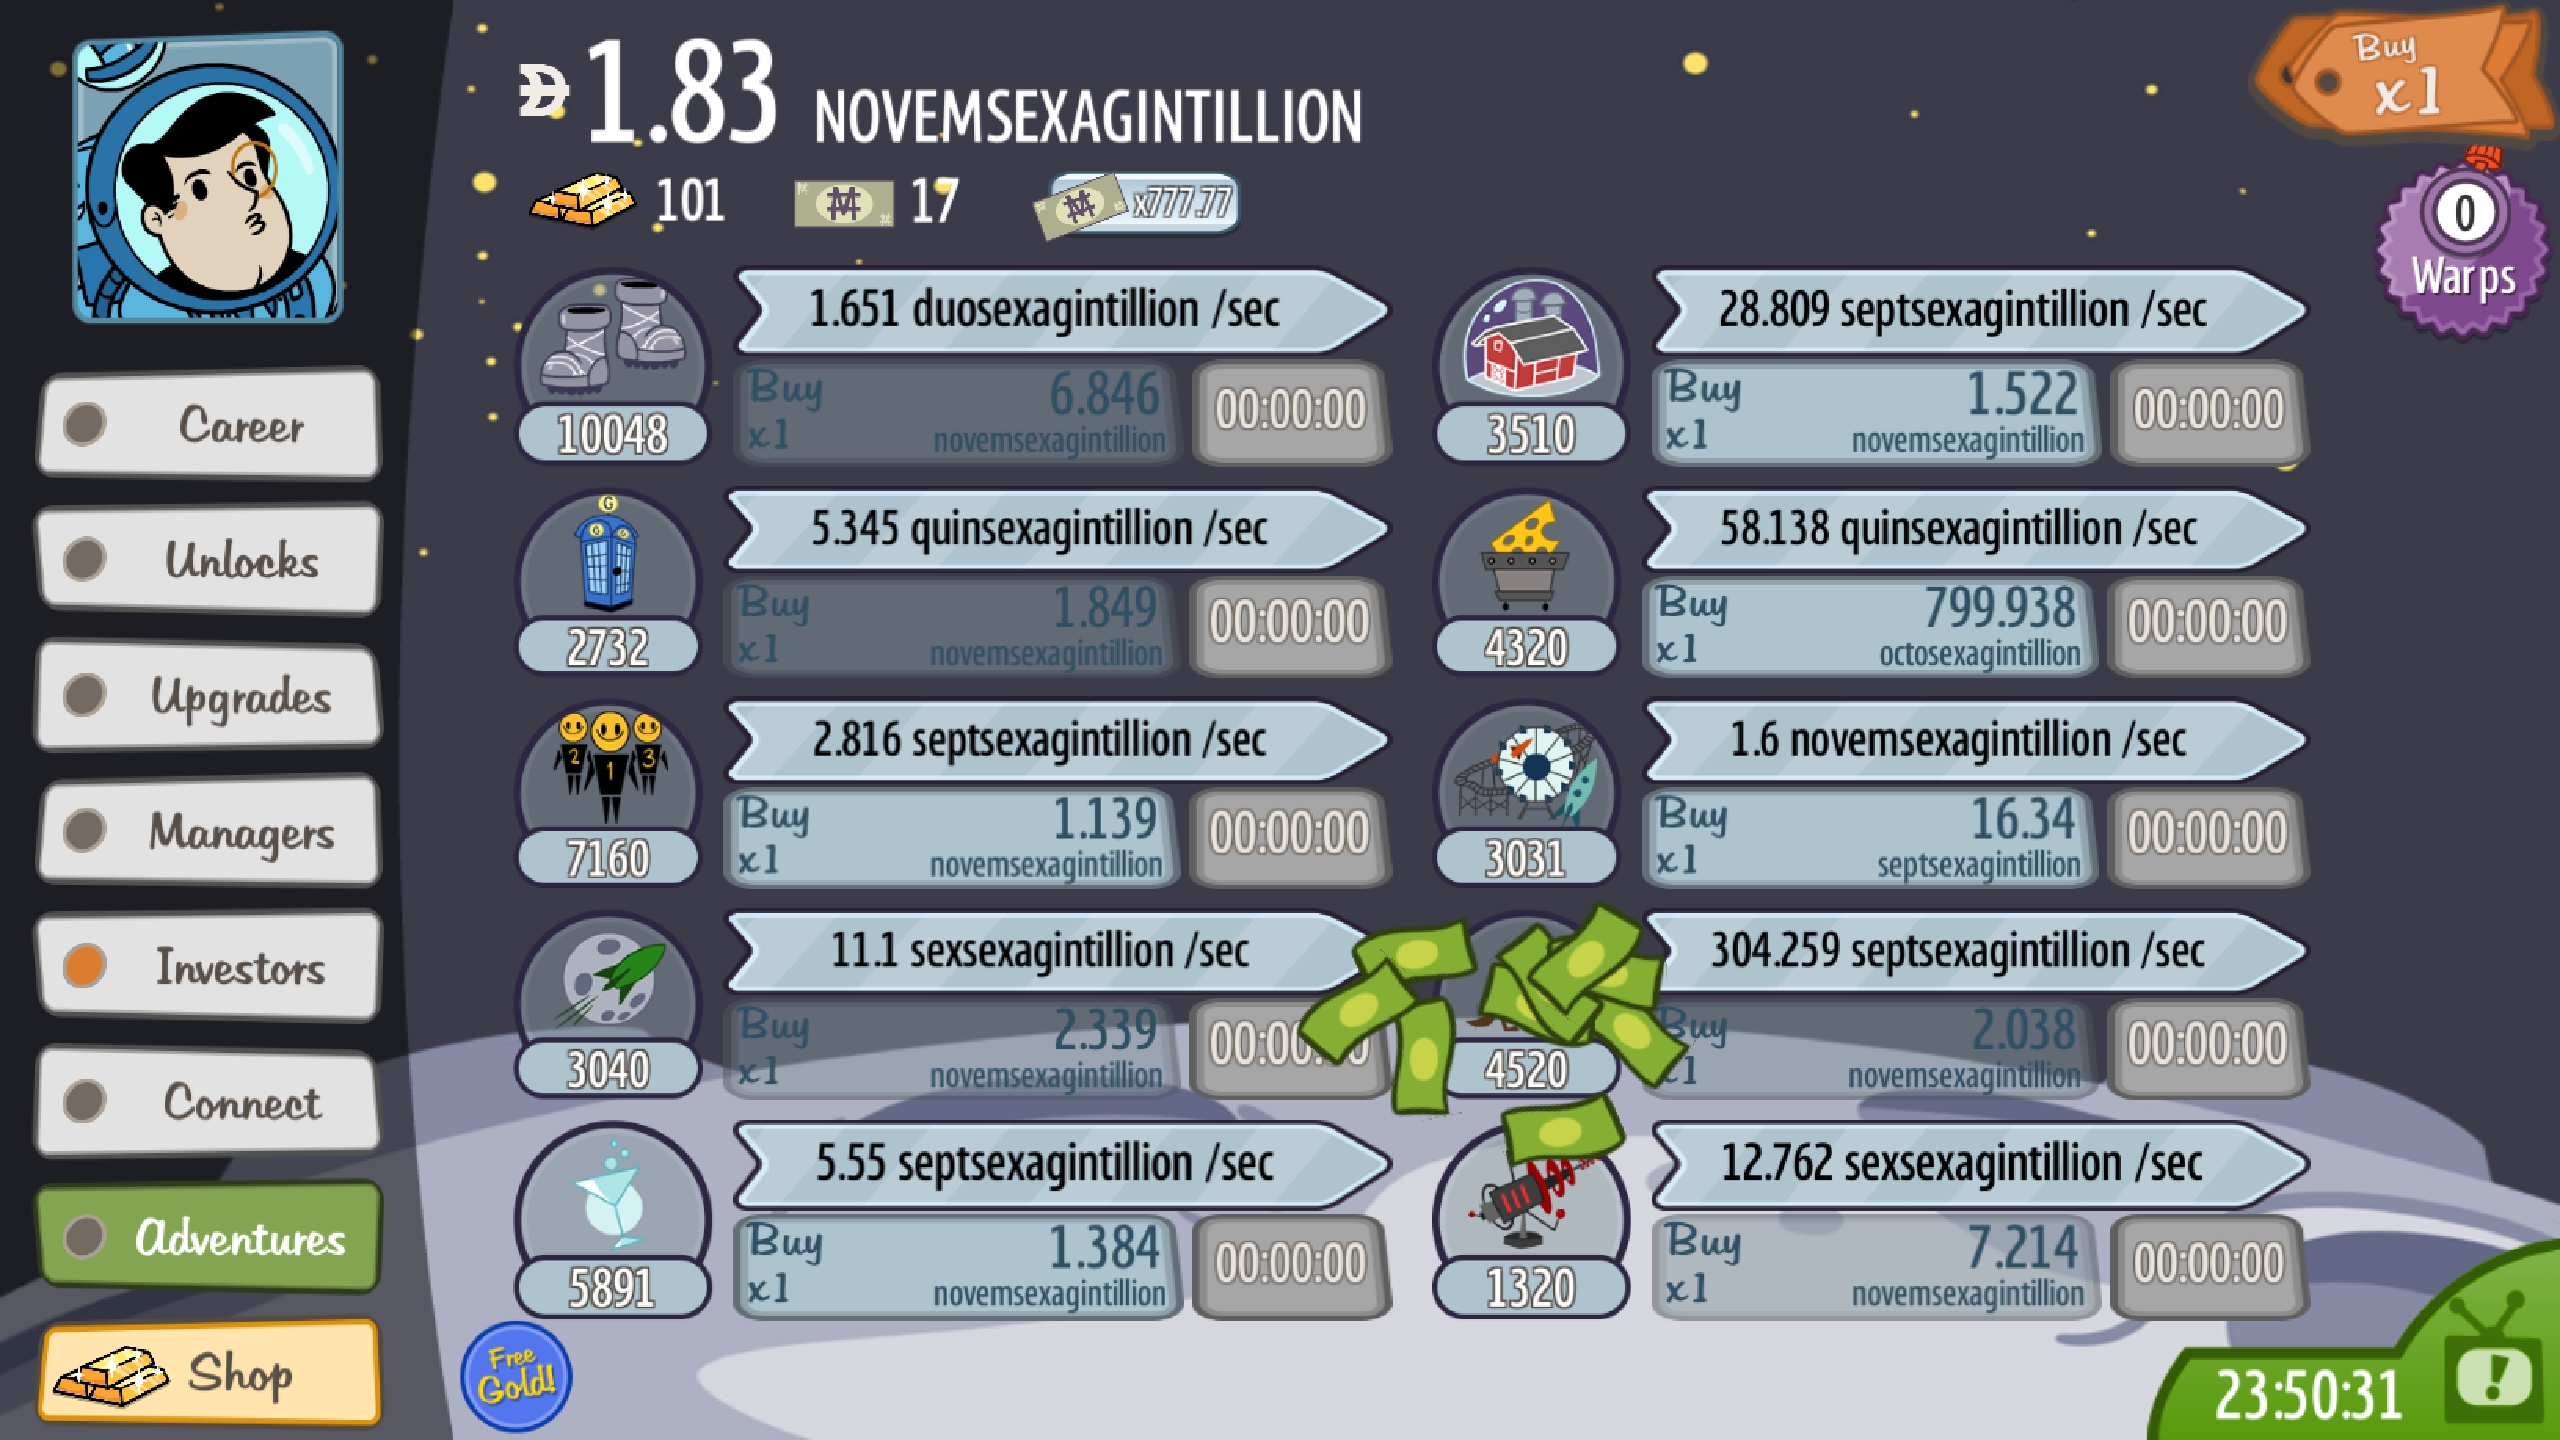 1.83 NOVEMSEXAGINTILLION
101 17 x777.77
Buy
x1
0
Warps
Career
Unlocks
Upgrades
Managers
Investors
Connect
Adventures
Shop
1.651 duosexagintillion /sec
Buy 6.846
x1 novemsexagintillion
00:00:00
10048
28.809 septsexagintillion /sec
Buy 1.522
x1 novemsexagintillion
00:00:00
3510
G
G G
5.345 quinsexagintillion /sec
Buy 1.849
x1 novemsexagintillion
00:00:00
2732
58.138 quinsexagintillion /sec
Buy 799.938
x1 octosexagintillion
00:00:00
4320
2 1 3
2.816 septsexagintillion /sec
Buy 1.139
x1 novemsexagintillion
00:00:00
7160
1.6 novemsexagintillion /sec
Buy 16.34
x1 septsexagintillion
00:00:00
3031
11.1 sexsexagintillion /sec
Buy 2.339
x1 novemsexagintillion
3040
304.259 septsexagintillion /sec
Buy 2.038
x1 novemsexagintillion
00:00:00
4520
5.55 septsexagintillion /sec
Buy 1.384
x1 novemsexagintillion
00:00:00
5891
12.762 sexsexagintillion /sec
Buy 7.214
x1 novemsexagintillion
00:00:00
1320
Free
Gold!
23:50:31
!